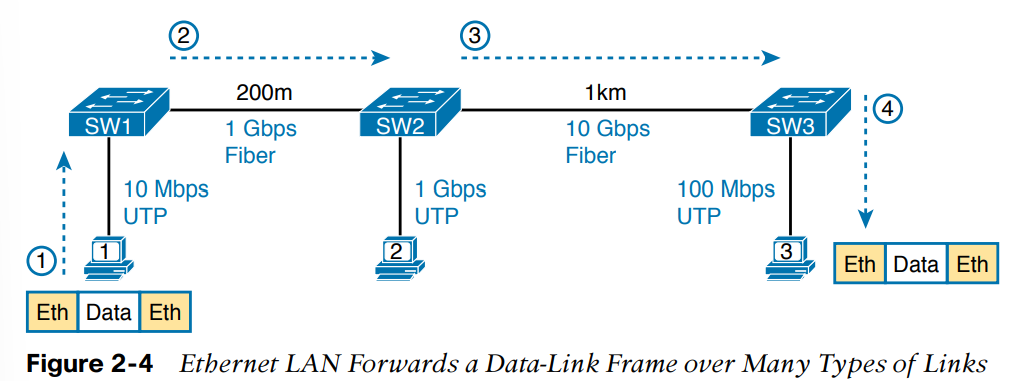 2
3
200m
1km
SW1
SW2
SW3
4
1 Gbps
Fiber
10 Gbps
Fiber
10 Mbps
UTP
1 Gbps
UTP
100 Mbps
UTP
1
1
2
3
Eth Data Eth
Eth Data Eth
Figure 2-4 Ethernet LAN Forwards a Data-Link Frame over Many Types of Links